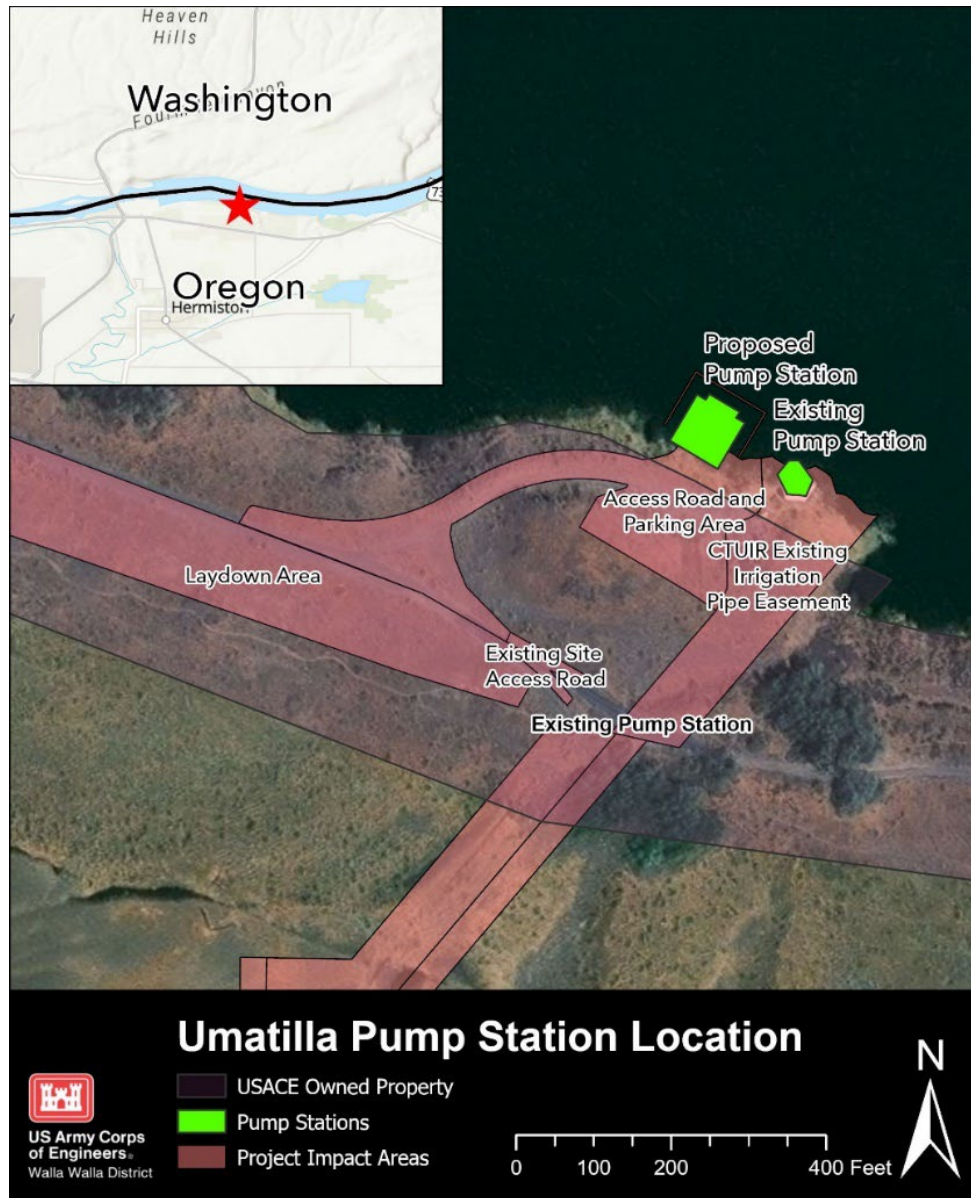 Heaven
Hills
Washington
Oregon
Hermiston
Proposed
Pump Station
Existing
Pump Station
Access Road and
Parking Area
CTUIR Existing
Irrigation
Pipe Easement
Laydown Area
Existing Site
Access Road
Existing Pump Station
Umatilla Pump Station Location
US Army Corps
of Engineers®
Walla Walla District
USACE Owned Property
Pump Stations
Project Impact Areas
0 100 200 400 Feet
N